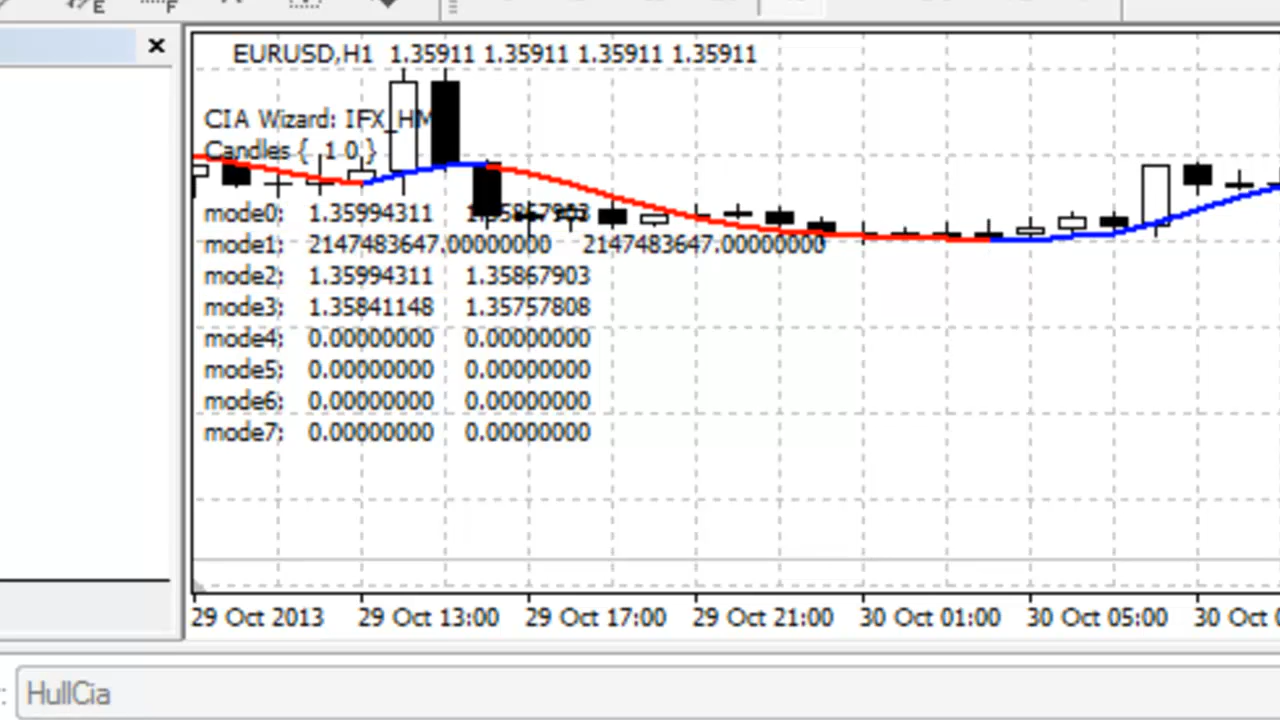 E F
EURUSD,H1 1.35911 1.35911 1.35911 1.35911
CIA Wizard: IFX_HM
Candles { 1 0 }
mode0: 1.35994311 1.35867903
mode1: 2147483647.00000000 2147483647.00000000
mode2: 1.35994311 1.35867903
mode3: 1.35841148 1.35757808
mode4: 0.00000000 0.00000000
mode5: 0.00000000 0.00000000
mode6: 0.00000000 0.00000000
mode7: 0.00000000 0.00000000
29 Oct 2013 29 Oct 13:00 29 Oct 17:00 29 Oct 21:00 30 Oct 01:00 30 Oct 05:00 30 Oct
: HullCia